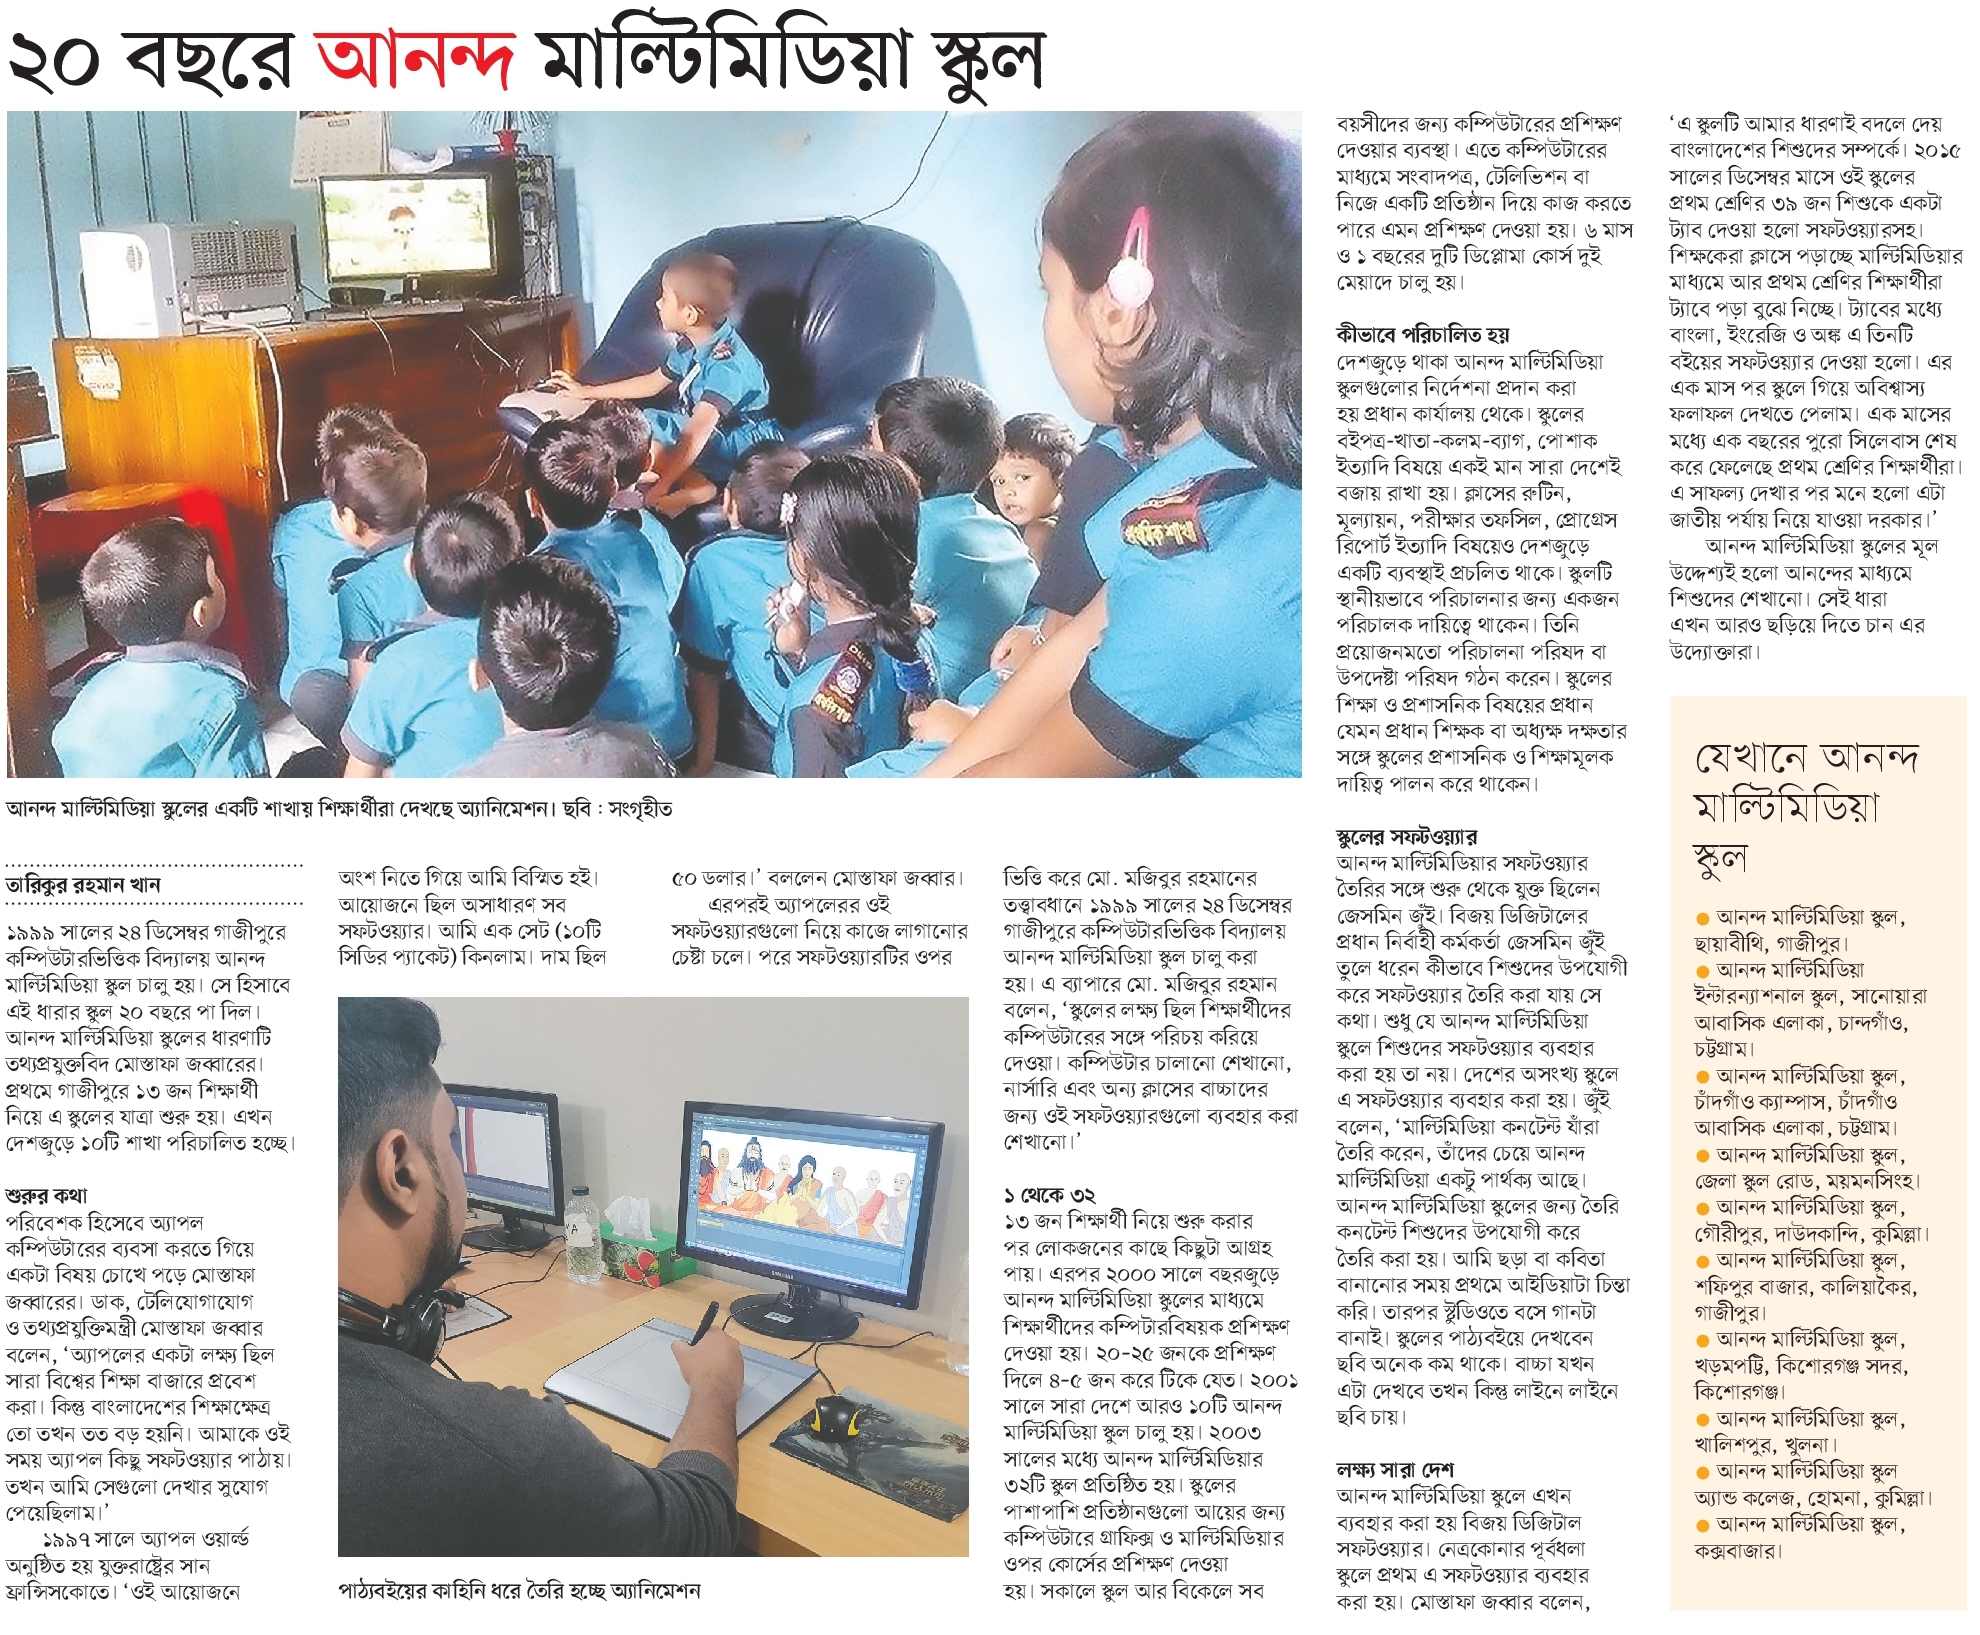 ২০ বছরে আনন্দ মাল্টিমিডিয়া স্কুল
আনন্দ মাল্টিমিডিয়া স্কুলের একটি শাখায় শিক্ষার্থীরা দেখছে অ্যানিমেশন। ছবি : সংগৃহীত
তারিকুর রহমান খান
১৯৯৯ সালের ২৪ ডিসেম্বর গাজীপুরে
কম্পিউটারভিত্তিক বিদ্যালয় আনন্দ
মাল্টিমিডিয়া স্কুল চালু হয়। সে হিসাবে
এই ধারার স্কুল ২০ বছরে পা দিল।
আনন্দ মাল্টিমিডিয়া স্কুলের ধারণাটি
তথ্যপ্রযুক্তবিদ মোস্তাফা জব্বারের।
প্রথমে গাজীপুরে ১৩ জন শিক্ষার্থী
নিয়ে এ স্কুলের যাত্রা শুরু হয়। এখন
দেশজুড়ে ১০টি শাখা পরিচালিত হচ্ছে।
শুরুর কথা
পরিবেশক হিসেবে অ্যাপল
কম্পিউটারের ব্যবসা করতে গিয়ে
একটা বিষয় চোখে পড়ে মোস্তাফা
জব্বারের। ডাক, টেলিযোগাযোগ
ও তথ্যপ্রযুক্তিমন্ত্রী মোস্তাফা জব্বার
বলেন, ‘অ্যাপলের একটা লক্ষ্য ছিল
সারা বিশ্বের শিক্ষা বাজারে প্রবেশ
করা। কিন্তু বাংলাদেশের শিক্ষাক্ষেত্র
তো তখন তত বড় হয়নি। আমাকে ওই
সময় অ্যাপল কিছু সফটওয়্যার পাঠায়।
তখন আমি সেগুলো দেখার সুযোগ
পেয়েছিলাম।’
১৯৯৭ সালে অ্যাপল ওয়ার্ল্ড
অনুষ্ঠিত হয় যুক্তরাষ্ট্রের সান
ফ্রান্সিসকোতে। ‘ওই আয়োজনে
অংশ নিতে গিয়ে আমি বিস্মিত হই।
আয়োজনে ছিল অসাধারণ সব
সফটওয়্যার। আমি এক সেট (১০টি
সিডির প্যাকেট) কিনলাম। দাম ছিল
৫০ ডলার।’ বললেন মোস্তাফা জব্বার।
এরপরই অ্যাপলেরর ওই
সফটওয়্যারগুলো নিয়ে কাজে লাগানোর
চেষ্টা চলে। পরে সফটওয়্যারটির ওপর
পাঠ্যবইয়ের কাহিনি ধরে তৈরি হচ্ছে অ্যানিমেশন
ভিত্তি করে মো. মজিবুর রহমানের
তত্ত্বাবধানে ১৯৯৯ সালের ২৪ ডিসেম্বর
গাজীপুরে কম্পিউটারভিত্তিক বিদ্যালয়
আনন্দ মাল্টিমিডিয়া স্কুল চালু করা
হয়। এ ব্যাপারে মো. মজিবুর রহমান
বলেন, ‘স্কুলের লক্ষ্য ছিল শিক্ষার্থীদের
কম্পিউটারের সঙ্গে পরিচয় করিয়ে
দেওয়া। কম্পিউটার চালানো শেখানো,
নার্সারি এবং অন্য ক্লাসের বাচ্চাদের
জন্য ওই সফটওয়্যারগুলো ব্যবহার করা
শেখানো।’
১ থেকে ৩২
১৩ জন শিক্ষার্থী নিয়ে শুরু করার
পর লোকজনের কাছে কিছুটা আগ্রহ
পায়। এরপর ২০০০ সালে বছরজুড়ে
আনন্দ মাল্টিমিডিয়া স্কুলের মাধ্যমে
শিক্ষার্থীদের কম্পিটারবিষয়ক প্রশিক্ষণ
দেওয়া হয়। ২০-২৫ জনকে প্রশিক্ষণ
দিলে ৪-৫ জন করে টিকে যেত। ২০০১
সালে সারা দেশে আরও ১০টি আনন্দ
মাল্টিমিডিয়া স্কুল চালু হয়। ২০০৩
সালের মধ্যে আনন্দ মাল্টিমিডিয়ার
৩২টি স্কুল প্রতিষ্ঠিত হয়। স্কুলের
পাশাপাশি প্রতিষ্ঠানগুলো আয়ের জন্য
কম্পিউটারে গ্রাফিক্স ও মাল্টিমিডিয়ার
ওপর কোর্সের প্রশিক্ষণ দেওয়া
হয়। সকালে স্কুল আর বিকেলে সব
বয়সীদের জন্য কম্পিউটারের প্রশিক্ষণ
দেওয়ার ব্যবস্থা। এতে কম্পিউটারের
মাধ্যমে সংবাদপত্র, টেলিভিশন বা
নিজে একটি প্রতিষ্ঠান দিয়ে কাজ করতে
পারে এমন প্রশিক্ষণ দেওয়া হয়। ৬ মাস
ও ১ বছরের দুটি ডিপ্লোমা কোর্স দুই
মেয়াদে চালু হয়।
কীভাবে পরিচালিত হয়
দেশজুড়ে থাকা আনন্দ মাল্টিমিডিয়া
স্কুলগুলোর নির্দেশনা প্রদান করা
হয় প্রধান কার্যালয় থেকে। স্কুলের
বইপত্র-খাতা-কলম-ব্যাগ, পোশাক
ইত্যাদি বিষয়ে একই মান সারা দেশেই
বজায় রাখা হয়। ক্লাসের রুটিন,
মূল্যায়ন, পরীক্ষার তফসিল, প্রোগ্রেস
রিপোর্ট ইত্যাদি বিষয়েও দেশজুড়ে
একটি ব্যবস্থাই প্রচলিত থাকে। স্কুলটি
স্থানীয়ভাবে পরিচালনার জন্য একজন
পরিচালক দায়িত্বে থাকেন। তিনি
প্রয়োজনমতো পরিচালনা পরিষদ বা
উপদেষ্টা পরিষদ গঠন করেন। স্কুলের
শিক্ষা ও প্রশাসনিক বিষয়ের প্রধান
যেমন প্রধান শিক্ষক বা অধ্যক্ষ দক্ষতার
সঙ্গে স্কুলের প্রশাসনিক ও শিক্ষামূলক
দায়িত্ব পালন করে থাকেন।
স্কুলের সফটওয়্যার
আনন্দ মাল্টিমিডিয়ার সফটওয়্যার
তৈরির সঙ্গে শুরু থেকে যুক্ত ছিলেন
জেসমিন জুঁই। বিজয় ডিজিটালের
প্রধান নির্বাহী কর্মকর্তা জেসমিন জুঁই
তুলে ধরেন কীভাবে শিশুদের উপযোগী
করে সফটওয়্যার তৈরি করা যায় সে
কথা। শুধু যে আনন্দ মাল্টিমিডিয়া
স্কুলে শিশুদের সফটওয়্যার ব্যবহার
করা হয় তা নয়। দেশের অসংখ্য স্কুলে
এ সফটওয়্যার ব্যবহার করা হয়। জুঁই
বলেন, ‘মাল্টিমিডিয়া কনটেন্ট যাঁরা
তৈরি করেন, তাঁদের চেয়ে আনন্দ
মাল্টিমিডিয়া একটু পার্থক্য আছে।
আনন্দ মাল্টিমিডিয়া স্কুলের জন্য তৈরি
কনটেন্ট শিশুদের উপযোগী করে
তৈরি করা হয়। আমি ছড়া বা কবিতা
বানানোর সময় প্রথমে আইডিয়াটা চিন্তা
করি। তারপর স্টুডিওতে বসে গানটা
বানাই। স্কুলের পাঠ্যবইয়ে দেখবেন
ছবি অনেক কম থাকে। বাচ্চা যখন
এটা দেখবে তখন কিন্তু লাইনে লাইনে
ছবি চায়।
লক্ষ্য সারা দেশ
আনন্দ মাল্টিমিডিয়া স্কুলে এখন
ব্যবহার করা হয় বিজয় ডিজিটাল
সফটওয়্যার। নেত্রকোনার পূর্বধলা
স্কুলে প্রথম এ সফটওয়্যার ব্যবহার
করা হয়। মোস্তাফা জব্বার বলেন,
‘এ স্কুলটি আমার ধারণাই বদলে দেয়
বাংলাদেশের শিশুদের সম্পর্কে। ২০১৫
সালের ডিসেম্বর মাসে ওই স্কুলের
প্রথম শ্রেণির ৩৯ জন শিশুকে একটা
ট্যাব দেওয়া হলো সফটওয়্যারসহ।
শিক্ষকেরা ক্লাসে পড়াচ্ছে মাল্টিমিডিয়ার
মাধ্যমে আর প্রথম শ্রেণির শিক্ষার্থীরা
ট্যাবে পড়া বুঝে নিচ্ছে। ট্যাবের মধ্যে
বাংলা, ইংরেজি ও অঙ্ক এ তিনটি
বইয়ের সফটওয়্যার দেওয়া হলো। এর
এক মাস পর স্কুলে গিয়ে অবিশ্বাস্য
ফলাফল দেখতে পেলাম। এক মাসের
মধ্যে এক বছরের পুরো সিলেবাস শেষ
করে ফেলেছে প্রথম শ্রেণির শিক্ষার্থীরা।
এ সাফল্য দেখার পর মনে হলো এটা
জাতীয় পর্যায় নিয়ে যাওয়া দরকার।’
আনন্দ মাল্টিমিডিয়া স্কুলের মূল
উদ্দেশ্যই হলো আনন্দের মাধ্যমে
শিশুদের শেখানো। সেই ধারা
এখন আরও ছড়িয়ে দিতে চান এর
উদ্যোক্তারা।
যেখানে আনন্দ
মাল্টিমিডিয়া
স্কুল
● আনন্দ মাল্টিমিডিয়া স্কুল,
ছায়াবীথি, গাজীপুর।
● আনন্দ মাল্টিমিডিয়া
ইন্টারন্যাশনাল স্কুল, সানোয়ারা
আবাসিক এলাকা, চান্দগাঁও,
চট্টগ্রাম।
● আনন্দ মাল্টিমিডিয়া স্কুল,
চাঁদগাঁও ক্যাম্পাস, চাঁদগাঁও
আবাসিক এলাকা, চট্টগ্রাম।
● আনন্দ মাল্টিমিডিয়া স্কুল,
জেলা স্কুল রোড, ময়মনসিংহ।
● আনন্দ মাল্টিমিডিয়া স্কুল,
গৌরীপুর, দাউদকান্দি, কুমিল্লা।
● আনন্দ মাল্টিমিডিয়া স্কুল,
শফিপুর বাজার, কালিয়াকৈর,
গাজীপুর।
● আনন্দ মাল্টিমিডিয়া স্কুল,
খড়মপট্টি, কিশোরগঞ্জ সদর,
কিশোরগঞ্জ।
● আনন্দ মাল্টিমিডিয়া স্কুল,
খালিশপুর, খুলনা।
● আনন্দ মাল্টিমিডিয়া স্কুল
অ্যান্ড কলেজ, হোমনা, কুমিল্লা।
● আনন্দ মাল্টিমিডিয়া স্কুল,
কক্সবাজার।